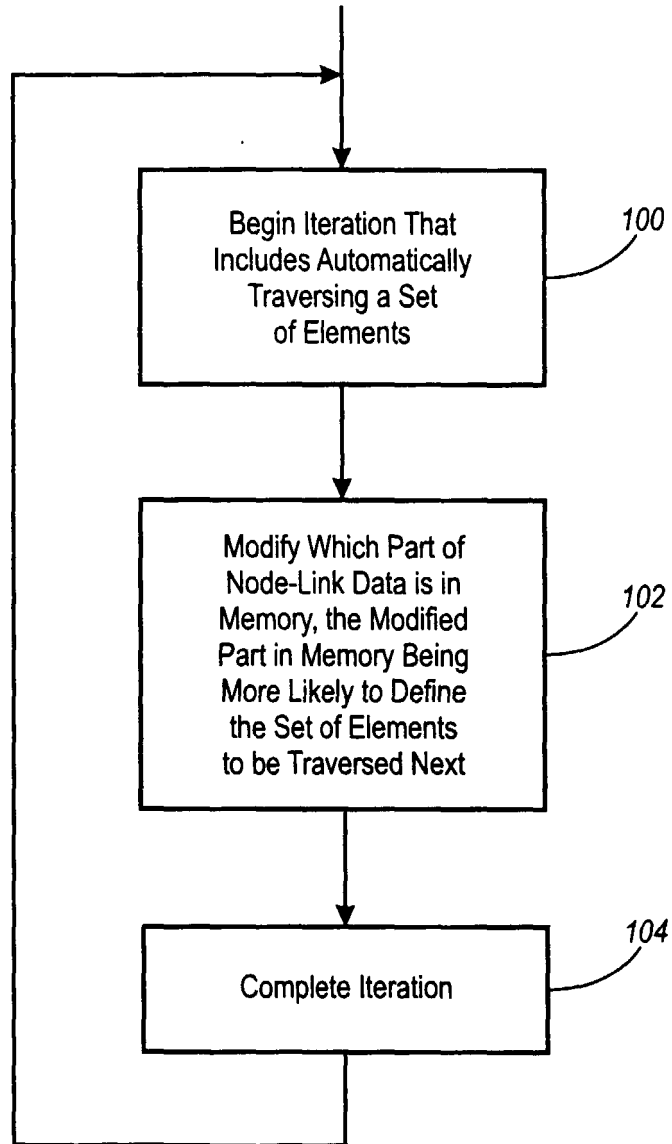 Begin Iteration That
Includes Automatically
Traversing a Set
of Elements
100
Modify Which Part of
Node-Link Data is in
Memory, the Modified
Part in Memory Being
More Likely to Define
the Set of Elements
to be Traversed Next
102
Complete Iteration
104